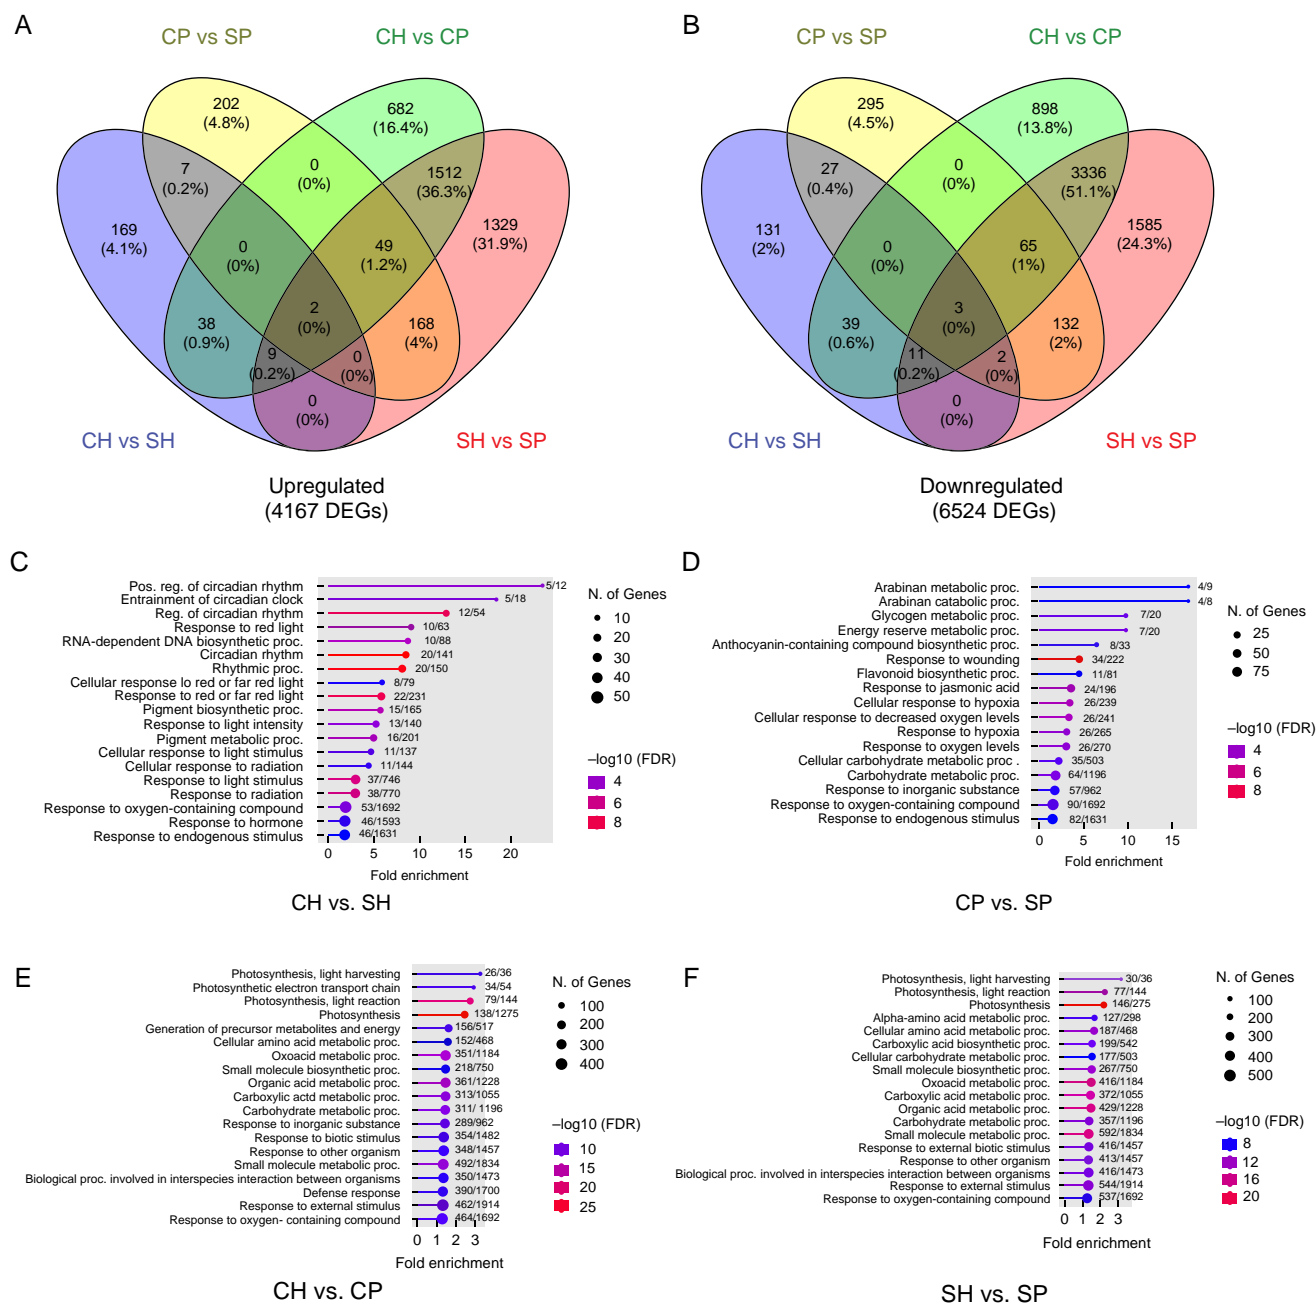 A
CP vs SP
CH vs CP
202
(4.8%)
682
(16.4%)
7
(0.2%)
0
(0%)
1512
(36.3%)
169
(4.1%)
1329
(31.9%)
0
(0%)
49
(1.2%)
2
(0%)
38
(0.9%)
168
(4%)
9
(0.2%)
0
(0%)
0
(0%)
CH vs SH
SH vs SP
Upregulated
(4167 DEGs)
B
CP vs SP
CH vs CP
295
(4.5%)
898
(13.8%)
27
(0.4%)
0
(0%)
3336
(51.1%)
131
(2%)
1585
(24.3%)
0
(0%)
65
(1%)
3
(0%)
39
(0.6%)
132
(2%)
11
(0.2%)
2
(0%)
0
(0%)
CH vs SH
SH vs SP
Downregulated
(6524 DEGs)
C
Pos. reg. of circadian rhythm 5/12
Entrainment of circadian clock 5/18
Reg. of circadian rhythm 12/54
Response to red light 10/63
RNA-dependent DNA biosynthetic proc. 10/88
Circadian rhythm 20/141
Rhythmic proc. 20/150
Cellular response lo red or far red light 8/79
Response to red or far red light 22/231
Pigment biosynthetic proc. 15/165
Response to light intensity 13/140
Pigment metabolic proc. 16/201
Cellular response to light stimulus 11/137
Cellular response to radiation 11/144
Response to light stimulus 37/746
Response to radiation 38/770
Response to oxygen-containing compound 53/1692
Response to hormone 46/1593
Response to endogenous stimulus 46/1631
0 5 10 15 20
Fold enrichment
N. of Genes
10
20
30
40
50
–log10 (FDR)
4
6
8
CH vs. SH
D
Arabinan metabolic proc. 4/9
Arabinan catabolic proc. 4/8
Glycogen metabolic proc. 7/20
Energy reserve metabolic proc. 7/20
Anthocyanin-containing compound biosynthetic proc. 8/33
Response to wounding 34/222
Flavonoid biosynthetic proc. 11/81
Response to jasmonic acid 24/196
Cellular response to hypoxia 26/239
Cellular response to decreased oxygen levels 26/241
Response to hypoxia 26/265
Response to oxygen levels 26/270
Cellular carbohydrate metabolic proc . 35/503
Carbohydrate metabolic proc. 64/1196
Response to inorganic substance 57/962
Response to oxygen-containing compound 90/1692
Response to endogenous stimulus 82/1631
0 5 10 15
Fold enrichment
N. of Genes
25
50
75
–log10 (FDR)
4
6
8
CP vs. SP
E
Photosynthesis, light harvesting 26/36
Photosynthetic electron transport chain 34/54
Photosynthesis, light reaction 79/144
Photosynthesis 138/1275
Generation of precursor metabolites and energy 156/517
Cellular amino acid metabolic proc. 152/468
Oxoacid metabolic proc. 351/1184
Small molecule biosynthetic proc. 218/750
Organic acid metabolic proc. 361/1228
Carboxylic acid metabolic proc. 313/1055
Carbohydrate metabolic proc. 311/ 1196
Response to inorganic substance 289/962
Response to biotic stimulus 354/1482
Response to other organism 348/1457
Small molecule metabolic proc. 492/1834
Biological proc. involved in interspecies interaction between organisms 350/1473
Defense response 390/1700
Response to external stimulus 462/1914
Response to oxygen- containing compound 464/1692
0 1 2 3
Fold enrichment
N. of Genes
100
200
300
400
–log10 (FDR)
10
15
20
25
CH vs. CP
F
Photosynthesis, light harvesting 30/36
Photosynthesis, light reaction 77/144
Photosynthesis 146/275
Alpha-amino acid metabolic proc. 127/298
Cellular amino acid metabolic proc. 187/468
Carboxylic acid biosynthetic proc. 199/542
Cellular carbohydrate metabolic proc. 177/503
Small molecule biosynthetic proc. 267/750
Oxoacid metabolic proc. 416/1184
Carboxylic acid metabolic proc. 372/1055
Organic acid metabolic proc. 429/1228
Carbohydrate metabolic proc. 357/1196
Small molecule metabolic proc. 592/1834
Response to external biotic stimulus 416/1457
Response to other organism 413/1457
Biological proc. involved in interspecies interaction between organisms 416/1473
Response to external stimulus 544/1914
Response to oxygen-containing compound 537/1692
0 1 2 3
Fold enrichment
N. of Genes
100
200
300
400
500
–log10 (FDR)
8
12
16
20
SH vs. SP